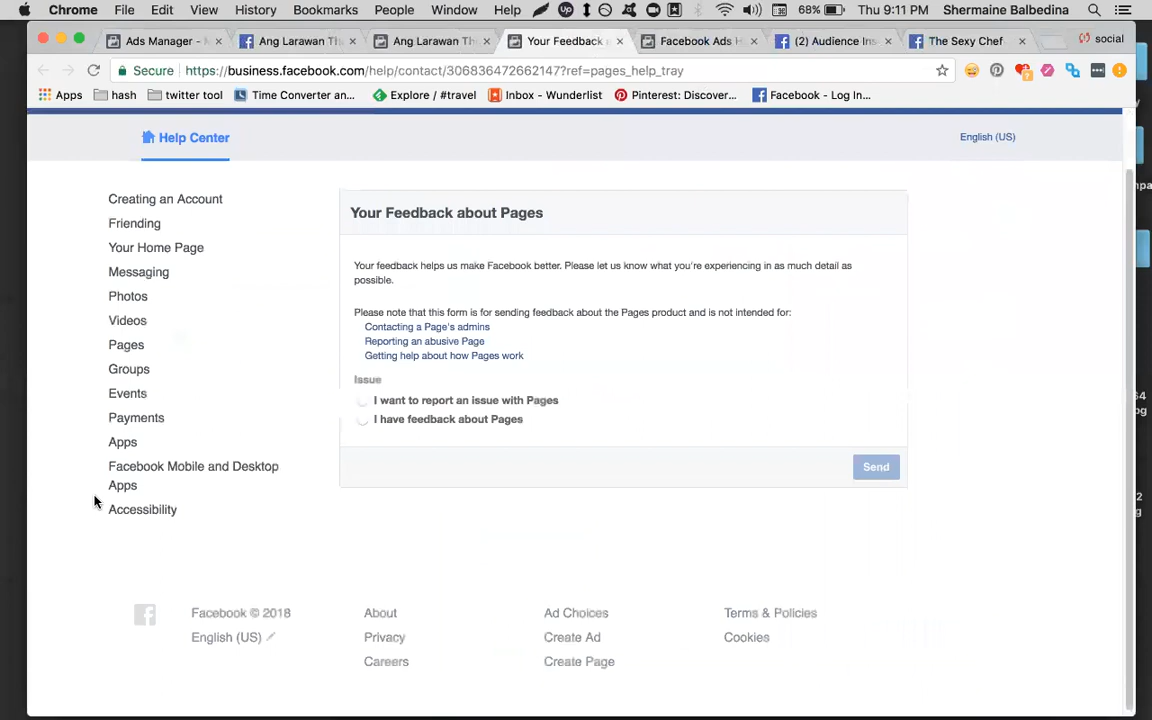 Chrome File Edit View History Bookmarks People Window Help 68% Thu 9:11 PM Shermaine Balbedina
Ads Manager - Ang Larawan Th Ang Larawan Th Your Feedback Facebook Ads H (2) Audience Ins The Sexy Chef social
Secure https://business.facebook.com/help/contact/306836472662147?ref=pages_help_tray
Apps hash twitter tool Time Converter an... Explore / #travel Inbox - Wunderlist Pinterest: Discover... Facebook - Log In...
Help Center English (US)
Creating an Account
Friending
Your Home Page
Messaging
Photos
Videos
Pages
Groups
Events
Payments
Apps
Facebook Mobile and Desktop
Apps
Accessibility
Your Feedback about Pages
Your feedback helps us make Facebook better. Please let us know what you're experiencing in as much detail as
possible.
Please note that this form is for sending feedback about the Pages product and is not intended for:
Contacting a Page's admins
Reporting an abusive Page
Getting help about how Pages work
Issue
I want to report an issue with Pages
I have feedback about Pages
Send
Facebook © 2018 About Ad Choices Terms & Policies
English (US) Privacy Create Ad Cookies
Careers Create Page